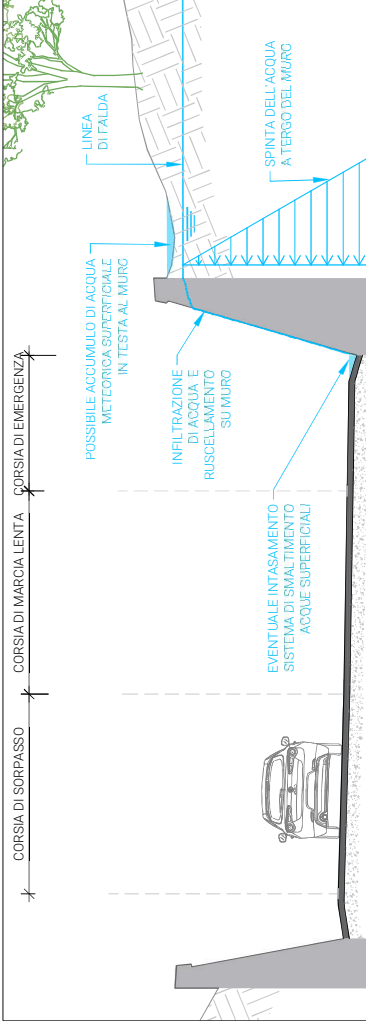 CORSIA DI SORPASSO
CORSIA DI MARCIA LENTA
CORSIA DI EMERGENZA
POSSIBILE ACCUMULO DI ACQUA
METEORICA SUPERFICIALE
IN TESTA AL MURO
LINEA
DI FALDA
INFILTRAZIONE
DI ACQUA E
RUSCELLAMENTO
SU MURO
SPINTA DELL'ACQUA
A TERGO DEL MURO
EVENTUALE INTASAMENTO
SISTEMA DI SMALTIMENTO
ACQUE SUPERFICIALI